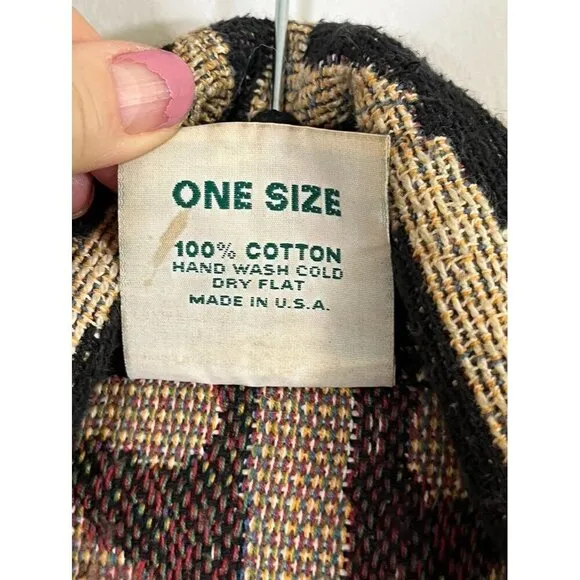 ONE SIZE
100% COTTON
HAND WASH COLD
DRY FLAT
MADE IN U.S.A.